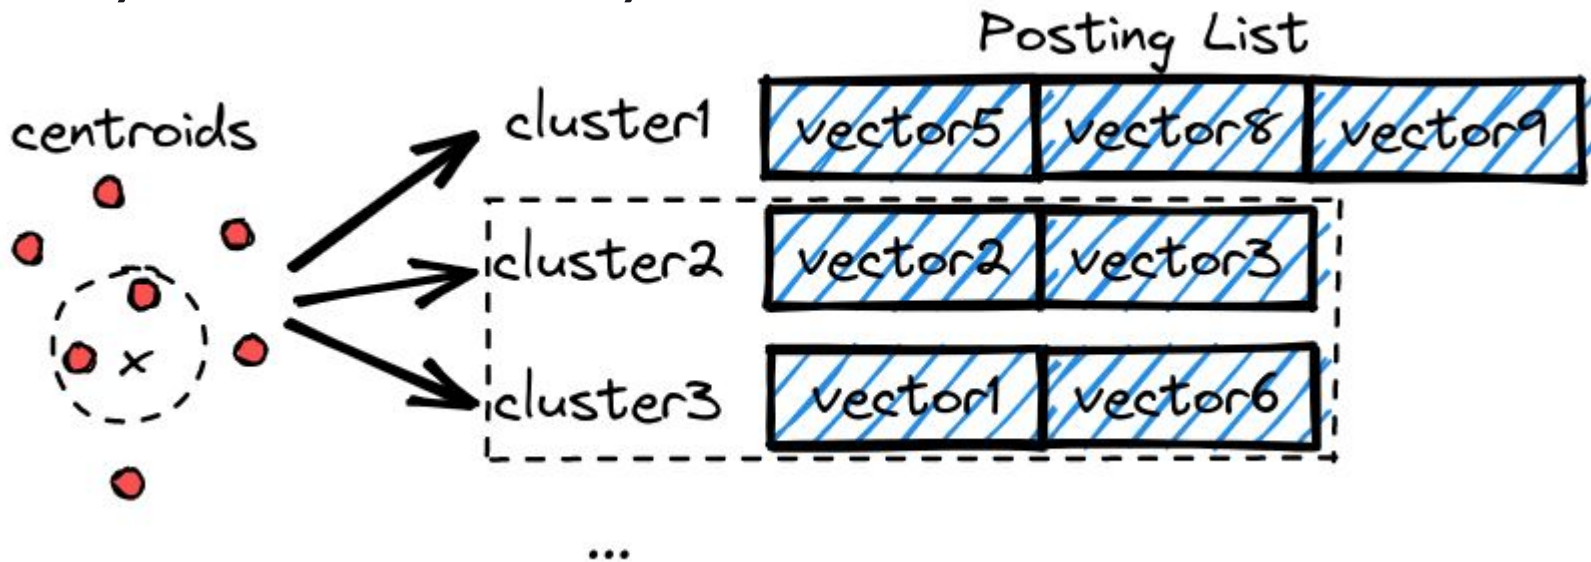 Posting List
centroids
cluster1 vector5 vector8 vector9
cluster2 vector2 vector3
x
cluster3 vector1 vector6
...